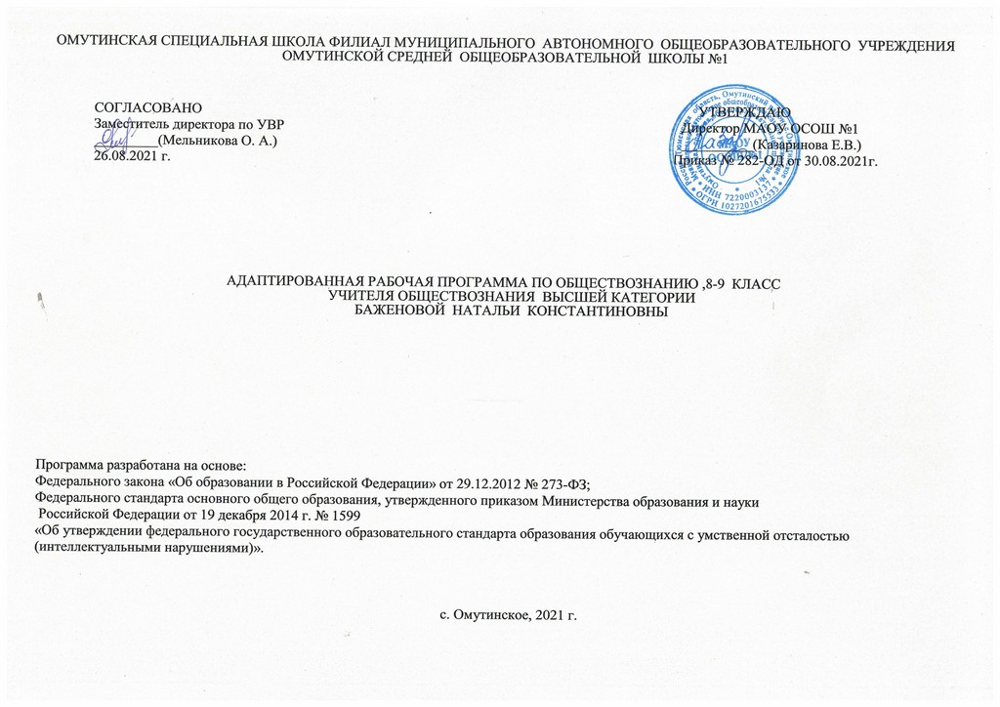 ОМУТИНСКАЯ СПЕЦИАЛЬНАЯ ШКОЛА ФИЛИАЛ МУНИЦИПАЛЬНОГО АВТОНОМНОГО ОБЩЕОБРАЗОВАТЕЛЬНОГО УЧРЕЖДЕНИЯ
ОМУТИНСКОЙ СРЕДНЕЙ ОБЩЕОБРАЗОВАТЕЛЬНОЙ ШКОЛЫ №1
СОГЛАСОВАНО
Заместитель директора по УВР
_________(Мельникова О. А.)
26.08.2021 г.
УТВЕРЖДАЮ
Директор МАОУ ОСОШ №1
(Казаринова Е.В.)
Приказ № 282-ОД от 30.08.2021г.
ИНН 7220003137
ОГРН 1027201675533
АДАПТИРОВАННАЯ РАБОЧАЯ ПРОГРАММА ПО ОБЩЕСТВОЗНАНИЮ ,8-9 КЛАСС
УЧИТЕЛЯ ОБЩЕСТВОЗНАНИЯ ВЫСШЕЙ КАТЕГОРИИ
БАЖЕНОВОЙ НАТАЛЬИ КОНСТАНТИНОВНЫ
Программа разработана на основе:
Федерального закона «Об образовании в Российской Федерации» от 29.12.2012 № 273-ФЗ;
Федерального стандарта основного общего образования, утвержденного приказом Министерства образования и науки
Российской Федерации от 19 декабря 2014 г. № 1599
«Об утверждении федерального государственного образовательного стандарта образования обучающихся с умственной отсталостью
(интеллектуальными нарушениями)».
с. Омутинское, 2021 г.